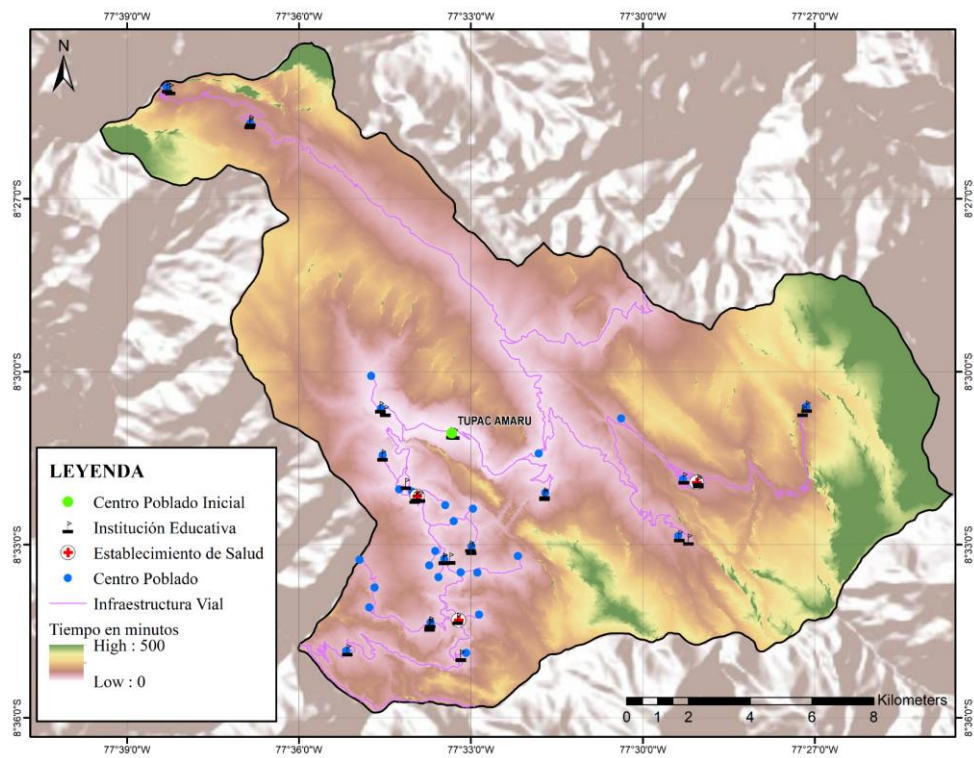 77°39'0"W 77°36'0"W 77°33'0"W 77°30'0"W 77°27'0"W
N
8°27'0"S 8°27'0"S
8°30'0"S 8°30'0"S
TUPAC AMARU
LEYENDA
Centro Poblado Inicial
Institución Educativa
Establecimiento de Salud
Centro Poblado
Infraestructura Vial
Tiempo en minutos
High : 500
Low : 0
8°33'0"S 8°33'0"S
Kilometers
0 1 2 4 6 8
8°36'0"S 8°36'0"S
77°39'0"W 77°36'0"W 77°33'0"W 77°30'0"W 77°27'0"W